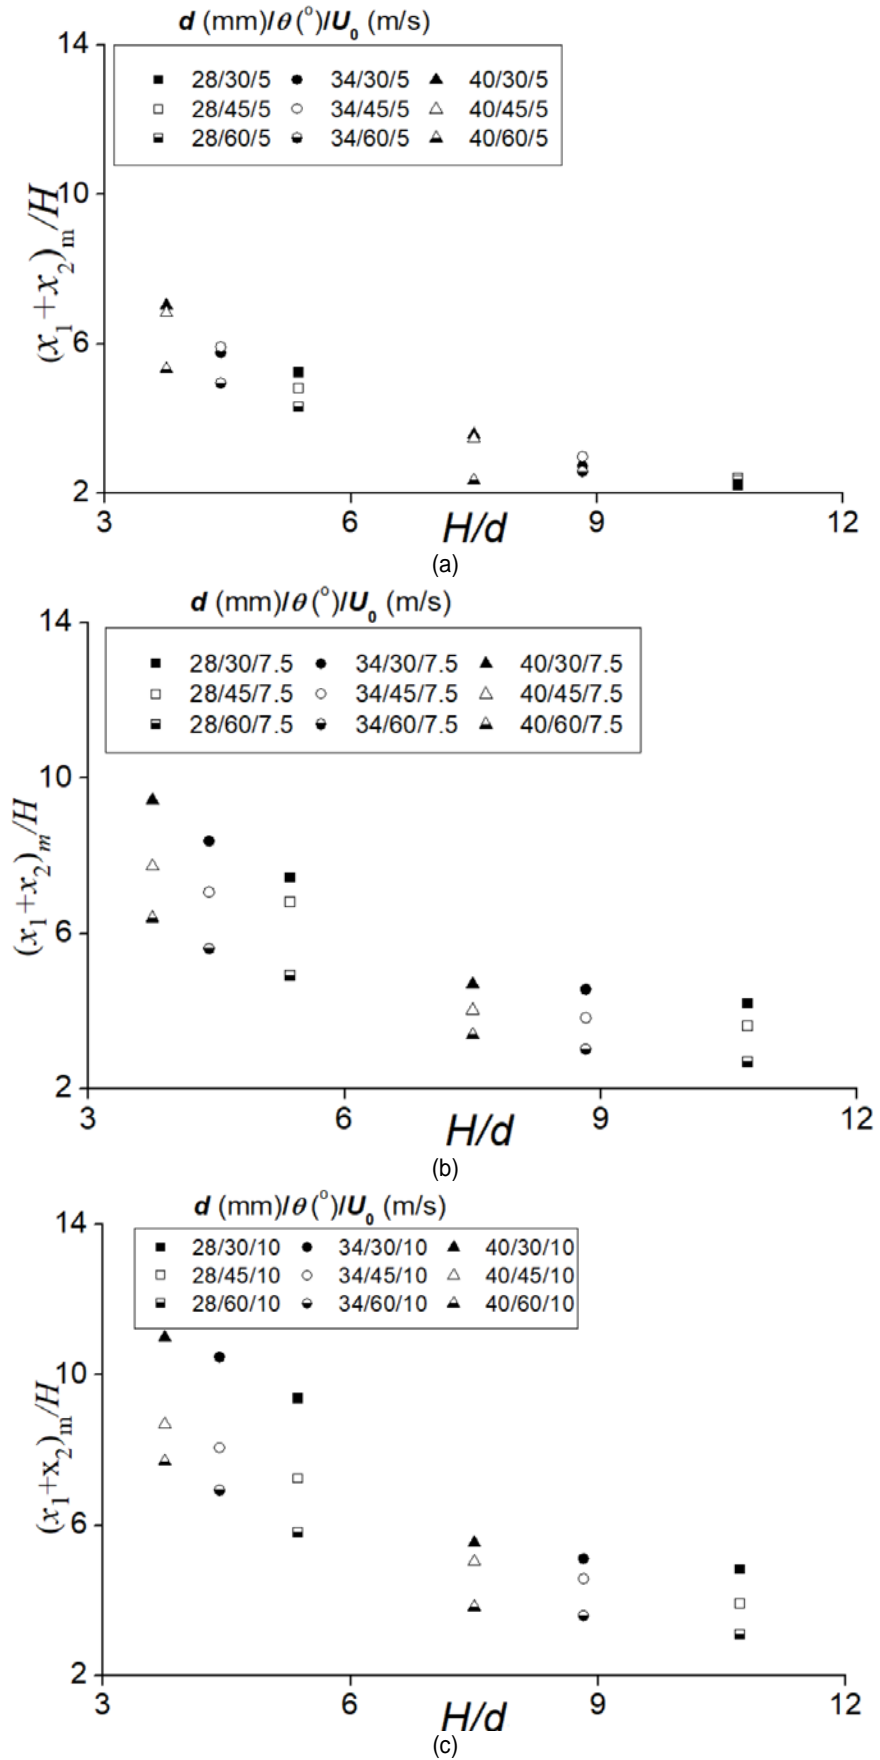 d (mm)/θ(°)/U₀ (m/s)
14
28/30/5 34/30/5 40/30/5
28/45/5 34/45/5 40/45/5
28/60/5 34/60/5 40/60/5
10
(x₁+x₂)ₘ/H
6
2
3 6 9 12
H/d
(a)
d (mm)/θ(°)/U₀ (m/s)
14
28/30/7.5 34/30/7.5 40/30/7.5
28/45/7.5 34/45/7.5 40/45/7.5
28/60/7.5 34/60/7.5 40/60/7.5
10
(x₁+x₂)ₘ/H
6
2
3 6 9 12
H/d
(b)
d (mm)/θ(°)/U₀ (m/s)
14
28/30/10 34/30/10 40/30/10
28/45/10 34/45/10 40/45/10
28/60/10 34/60/10 40/60/10
10
(x₁+x₂)ₘ/H
6
2
3 6 9 12
H/d
(c)